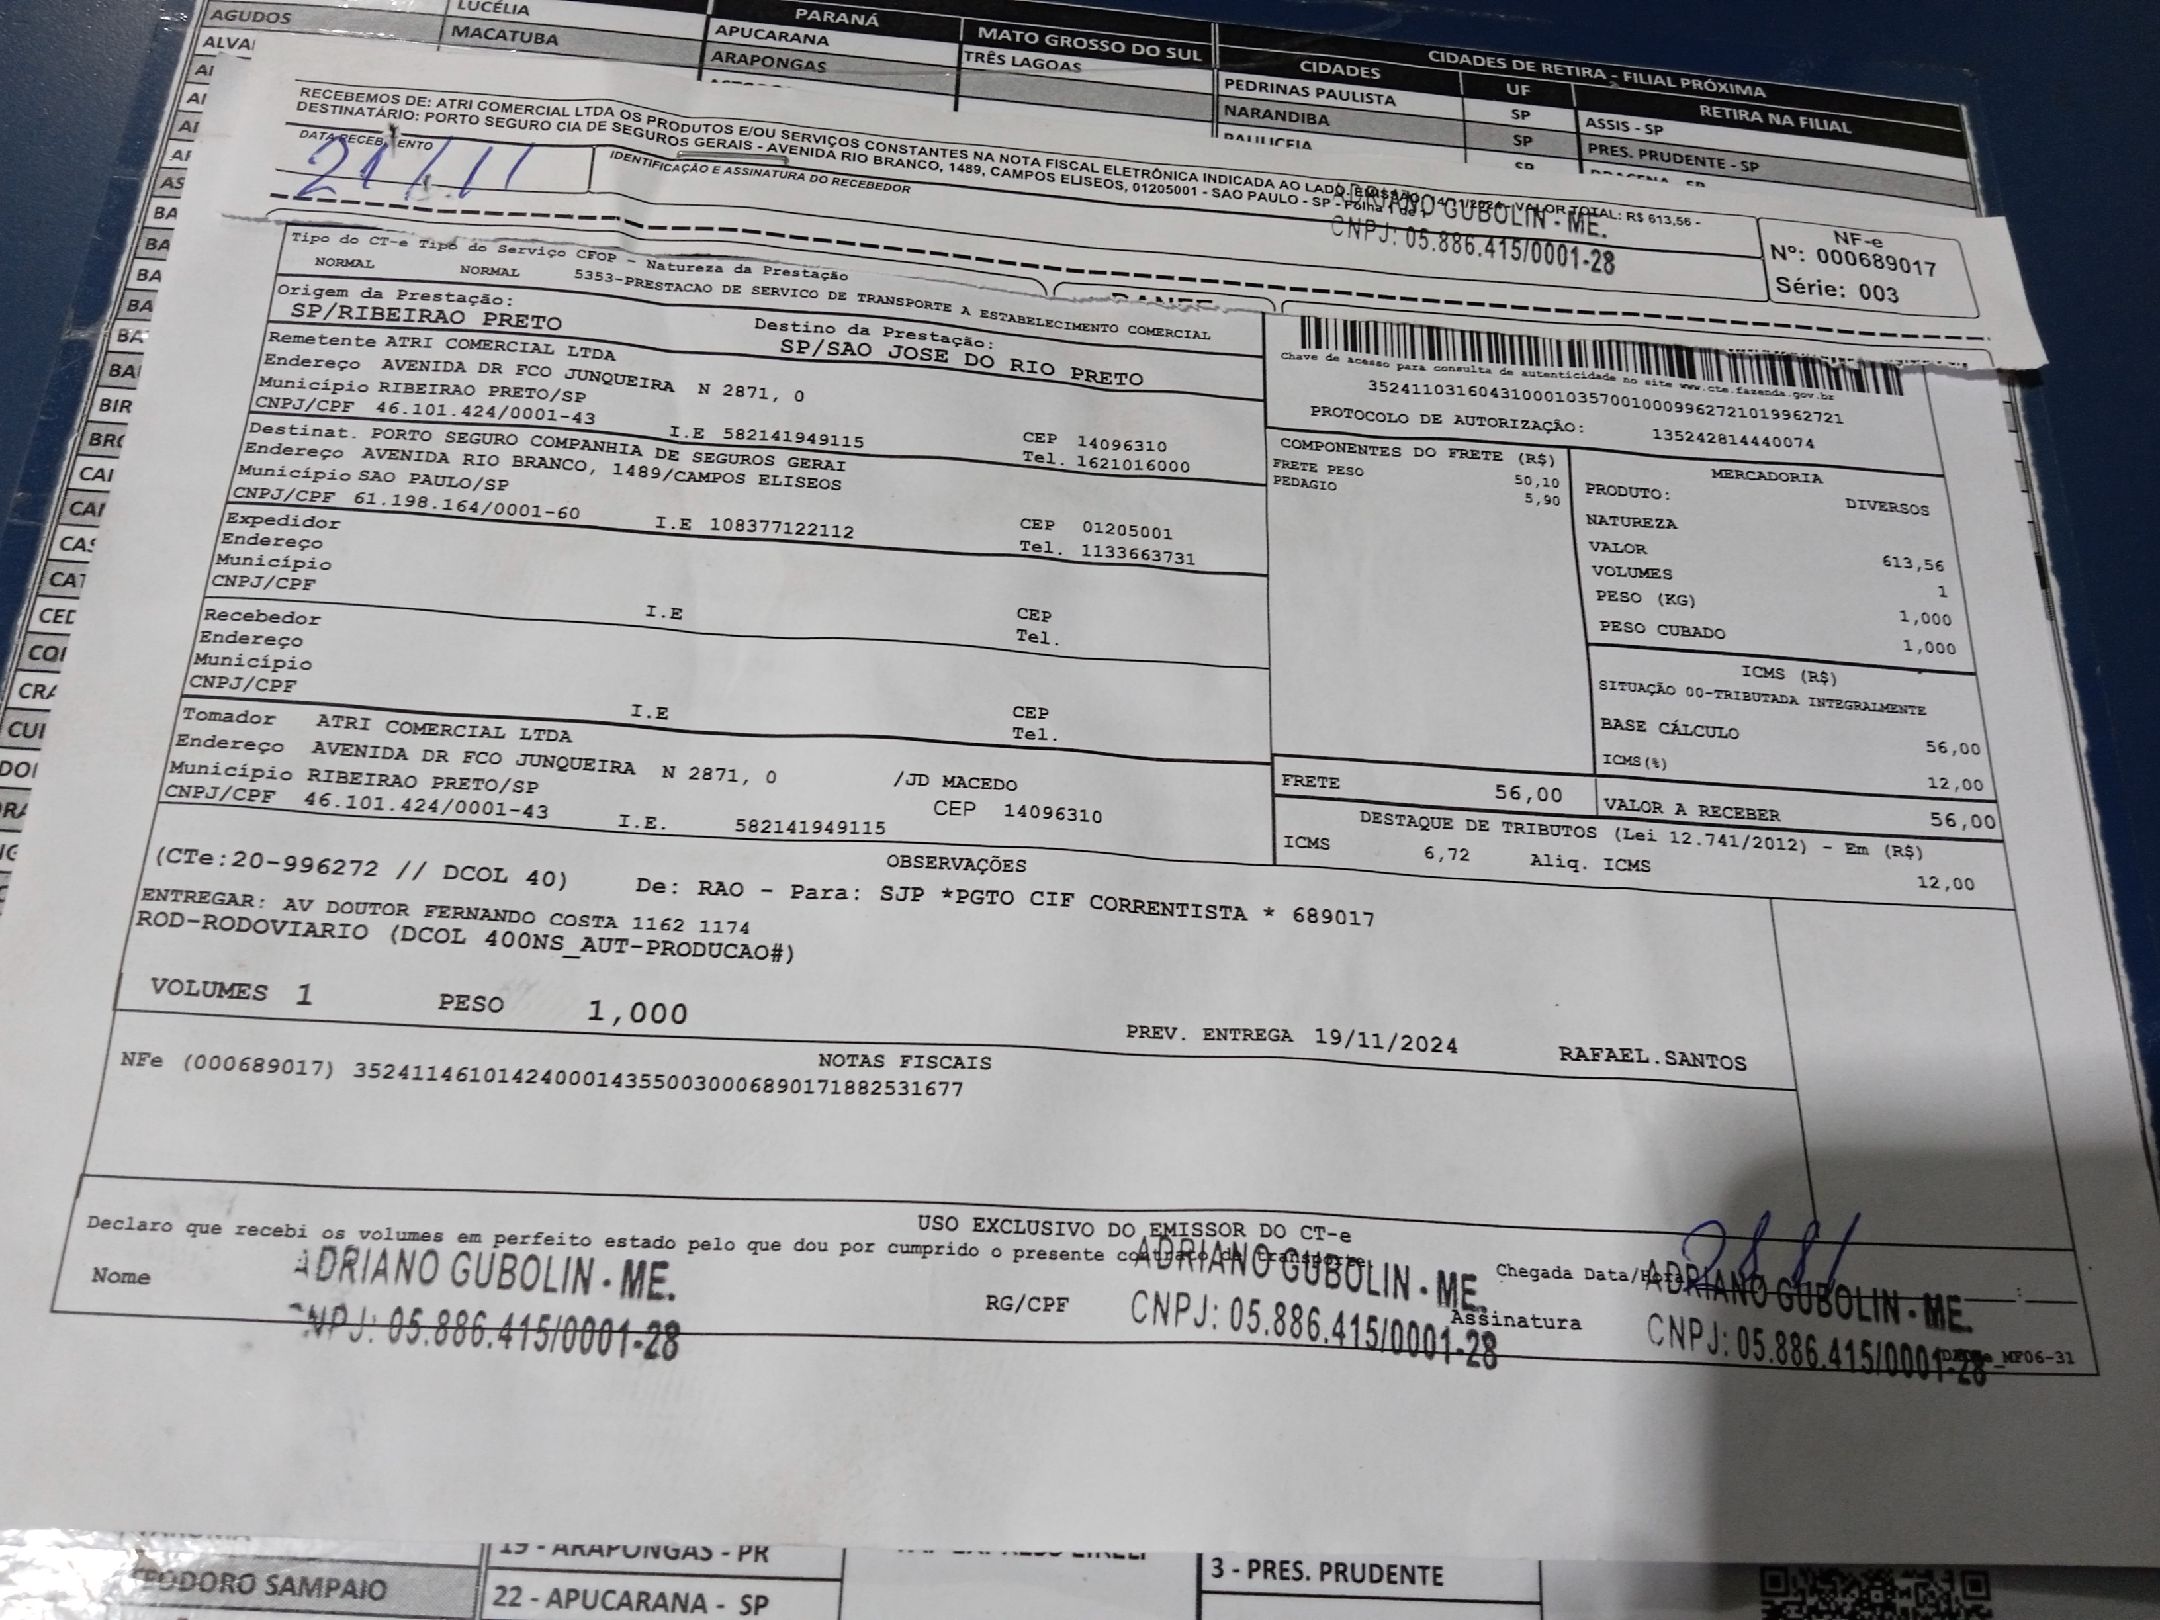 AGUDOS
LUCÉLIA
MACATUBA
PARANÁ
APUCARANA
ARAPONGAS
MATO GROSSO DO SUL
TRÊS LAGOAS
CIDADES DE RETIRA - FILIAL PRÓXIMA
CIDADES
UF
RETIRA NA FILIAL
PEDRINAS PAULISTA
SP
ASSIS - SP
NARANDIBA
SP
PRES. PRUDENTE - SP
RECEBEMOS DE: ATRI COMERCIAL LTDA OS PRODUTOS E/OU SERVIÇOS CONSTANTES NA NOTA FISCAL ELETRÔNICA INDICADA AO LADO. EMISSÃO: 14/11/2024 - VALOR TOTAL: R$ 613,56 -
DESTINATÁRIO: PORTO SEGURO CIA DE SEGUROS GERAIS - AVENIDA RIO BRANCO, 1489, CAMPOS ELISEOS, 01205001 - SAO PAULO - SP - Folha 1 de 1
DATA RECEBIMENTO
21/11
IDENTIFICAÇÃO E ASSINATURA DO RECEBEDOR
ADRIANO GUBOLIN - ME.
CNPJ: 05.886.415/0001-28
NF-e
Nº: 000689017
Série: 003
Tipo do CT-e Tipo do Serviço CFOP - Natureza da Prestação
NORMAL NORMAL 5353-PRESTACAO DE SERVICO DE TRANSPORTE A ESTABELECIMENTO COMERCIAL
Origem da Prestação:
SP/RIBEIRAO PRETO
Destino da Prestação:
SP/SAO JOSE DO RIO PRETO
Remetente ATRI COMERCIAL LTDA
Endereço AVENIDA DR FCO JUNQUEIRA N 2871, 0
Município RIBEIRAO PRETO/SP CEP 14096310
CNPJ/CPF 46.101.424/0001-43 I.E 582141949115 Tel. 1621016000
Destinat. PORTO SEGURO COMPANHIA DE SEGUROS GERAI
Endereço AVENIDA RIO BRANCO, 1489/CAMPOS ELISEOS
Município SAO PAULO/SP CEP 01205001
CNPJ/CPF 61.198.164/0001-60 I.E 108377122112 Tel. 1133663731
Expedidor
Endereço
Município CEP
CNPJ/CPF I.E Tel.
Recebedor
Endereço
Município CEP
CNPJ/CPF I.E Tel.
Tomador ATRI COMERCIAL LTDA
Endereço AVENIDA DR FCO JUNQUEIRA N 2871, 0 /JD MACEDO
Município RIBEIRAO PRETO/SP CEP 14096310
CNPJ/CPF 46.101.424/0001-43 I.E. 582141949115
Chave de acesso para consulta de autenticidade no site www.cte.fazenda.gov.br
35241103160431000103570010009962721019962721
PROTOCOLO DE AUTORIZAÇÃO: 135242814440074
COMPONENTES DO FRETE (R$)
FRETE PESO 50,10
PEDAGIO 5,90
MERCADORIA
PRODUTO: DIVERSOS
NATUREZA
VALOR 613,56
VOLUMES 1
PESO (KG) 1,000
PESO CUBADO 1,000
ICMS (R$)
SITUAÇÃO 00-TRIBUTADA INTEGRALMENTE
BASE CÁLCULO 56,00
ICMS(%) 12,00
FRETE 56,00
VALOR A RECEBER 56,00
DESTAQUE DE TRIBUTOS (Lei 12.741/2012) - Em (R$)
ICMS 6,72 Aliq. ICMS 12,00
OBSERVAÇÕES
(CTe:20-996272 // DCOL 40) De: RAO - Para: SJP *PGTO CIF CORRENTISTA * 689017
ENTREGAR: AV DOUTOR FERNANDO COSTA 1162 1174
ROD-RODOVIARIO (DCOL 400NS_AUT-PRODUCAO#)
VOLUMES 1 PESO 1,000 PREV. ENTREGA 19/11/2024 RAFAEL.SANTOS
NOTAS FISCAIS
NFe (000689017) 35241146101424000143550030006890171882531677
USO EXCLUSIVO DO EMISSOR DO CT-e
Declaro que recebi os volumes em perfeito estado pelo que dou por cumprido o presente contrato de transporte.
Chegada Data/Hora
Nome
RG/CPF
Assinatura
ADRIANO GUBOLIN - ME.
CNPJ: 05.886.415/0001-28
ADRIANO GUBOLIN - ME.
CNPJ: 05.886.415/0001-28
ADRIANO GUBOLIN - ME.
CNPJ: 05.886.415/0001-28
19 - ARAPONGAS - PR
TEODORO SAMPAIO
22 - APUCARANA - SP
3 - PRES. PRUDENTE